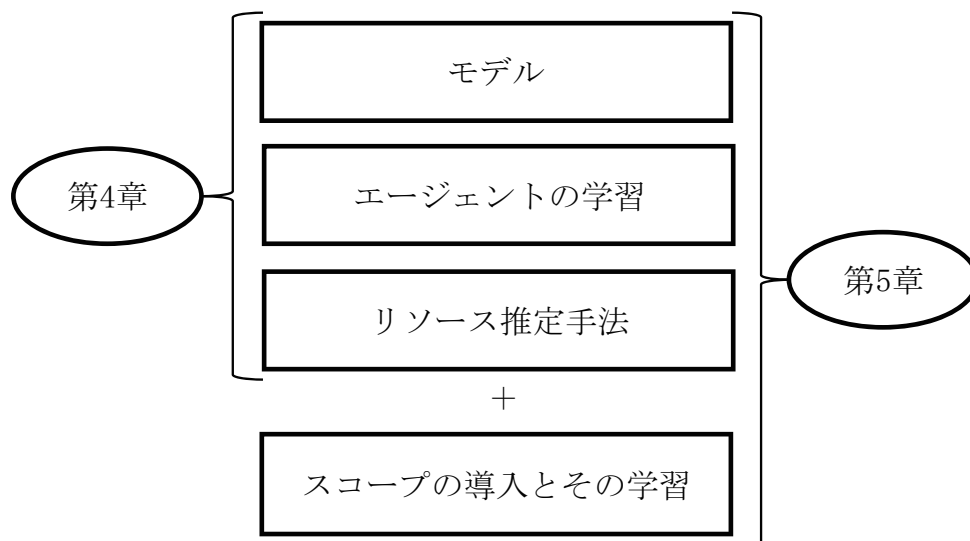 モデル
第4章
エージェントの学習
リソース推定手法
第5章
+
スコープの導入とその学習